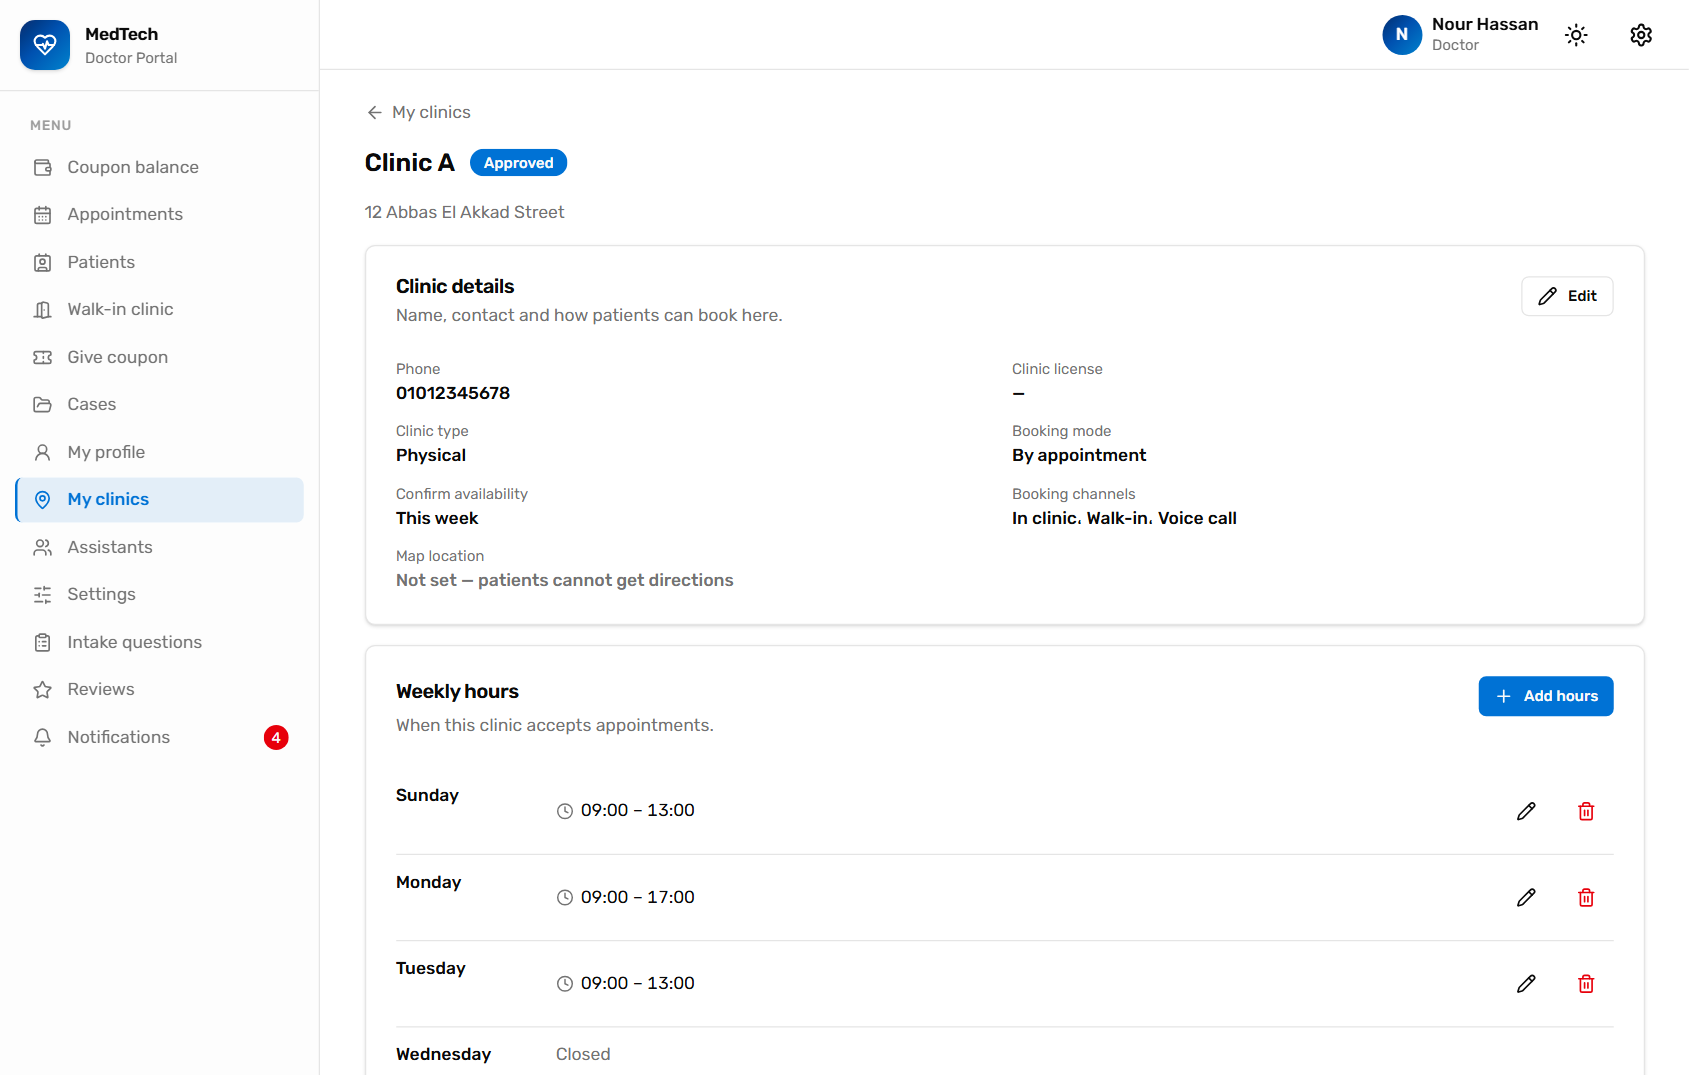 MedTech
Doctor Portal
MENU
Coupon balance
Appointments
Patients
Walk-in clinic
Give coupon
Cases
My profile
My clinics
Assistants
Settings
Intake questions
Reviews
Notifications 4
N
Nour Hassan
Doctor
My clinics
Clinic A Approved
12 Abbas El Akkad Street
Clinic details
Name, contact and how patients can book here.
Edit
Phone
01012345678
Clinic license
—
Clinic type
Physical
Booking mode
By appointment
Confirm availability
This week
Booking channels
In clinic، Walk-in، Voice call
Map location
Not set — patients cannot get directions
Weekly hours
When this clinic accepts appointments.
Add hours
Sunday
09:00 – 13:00
Monday
09:00 – 17:00
Tuesday
09:00 – 13:00
Wednesday Closed